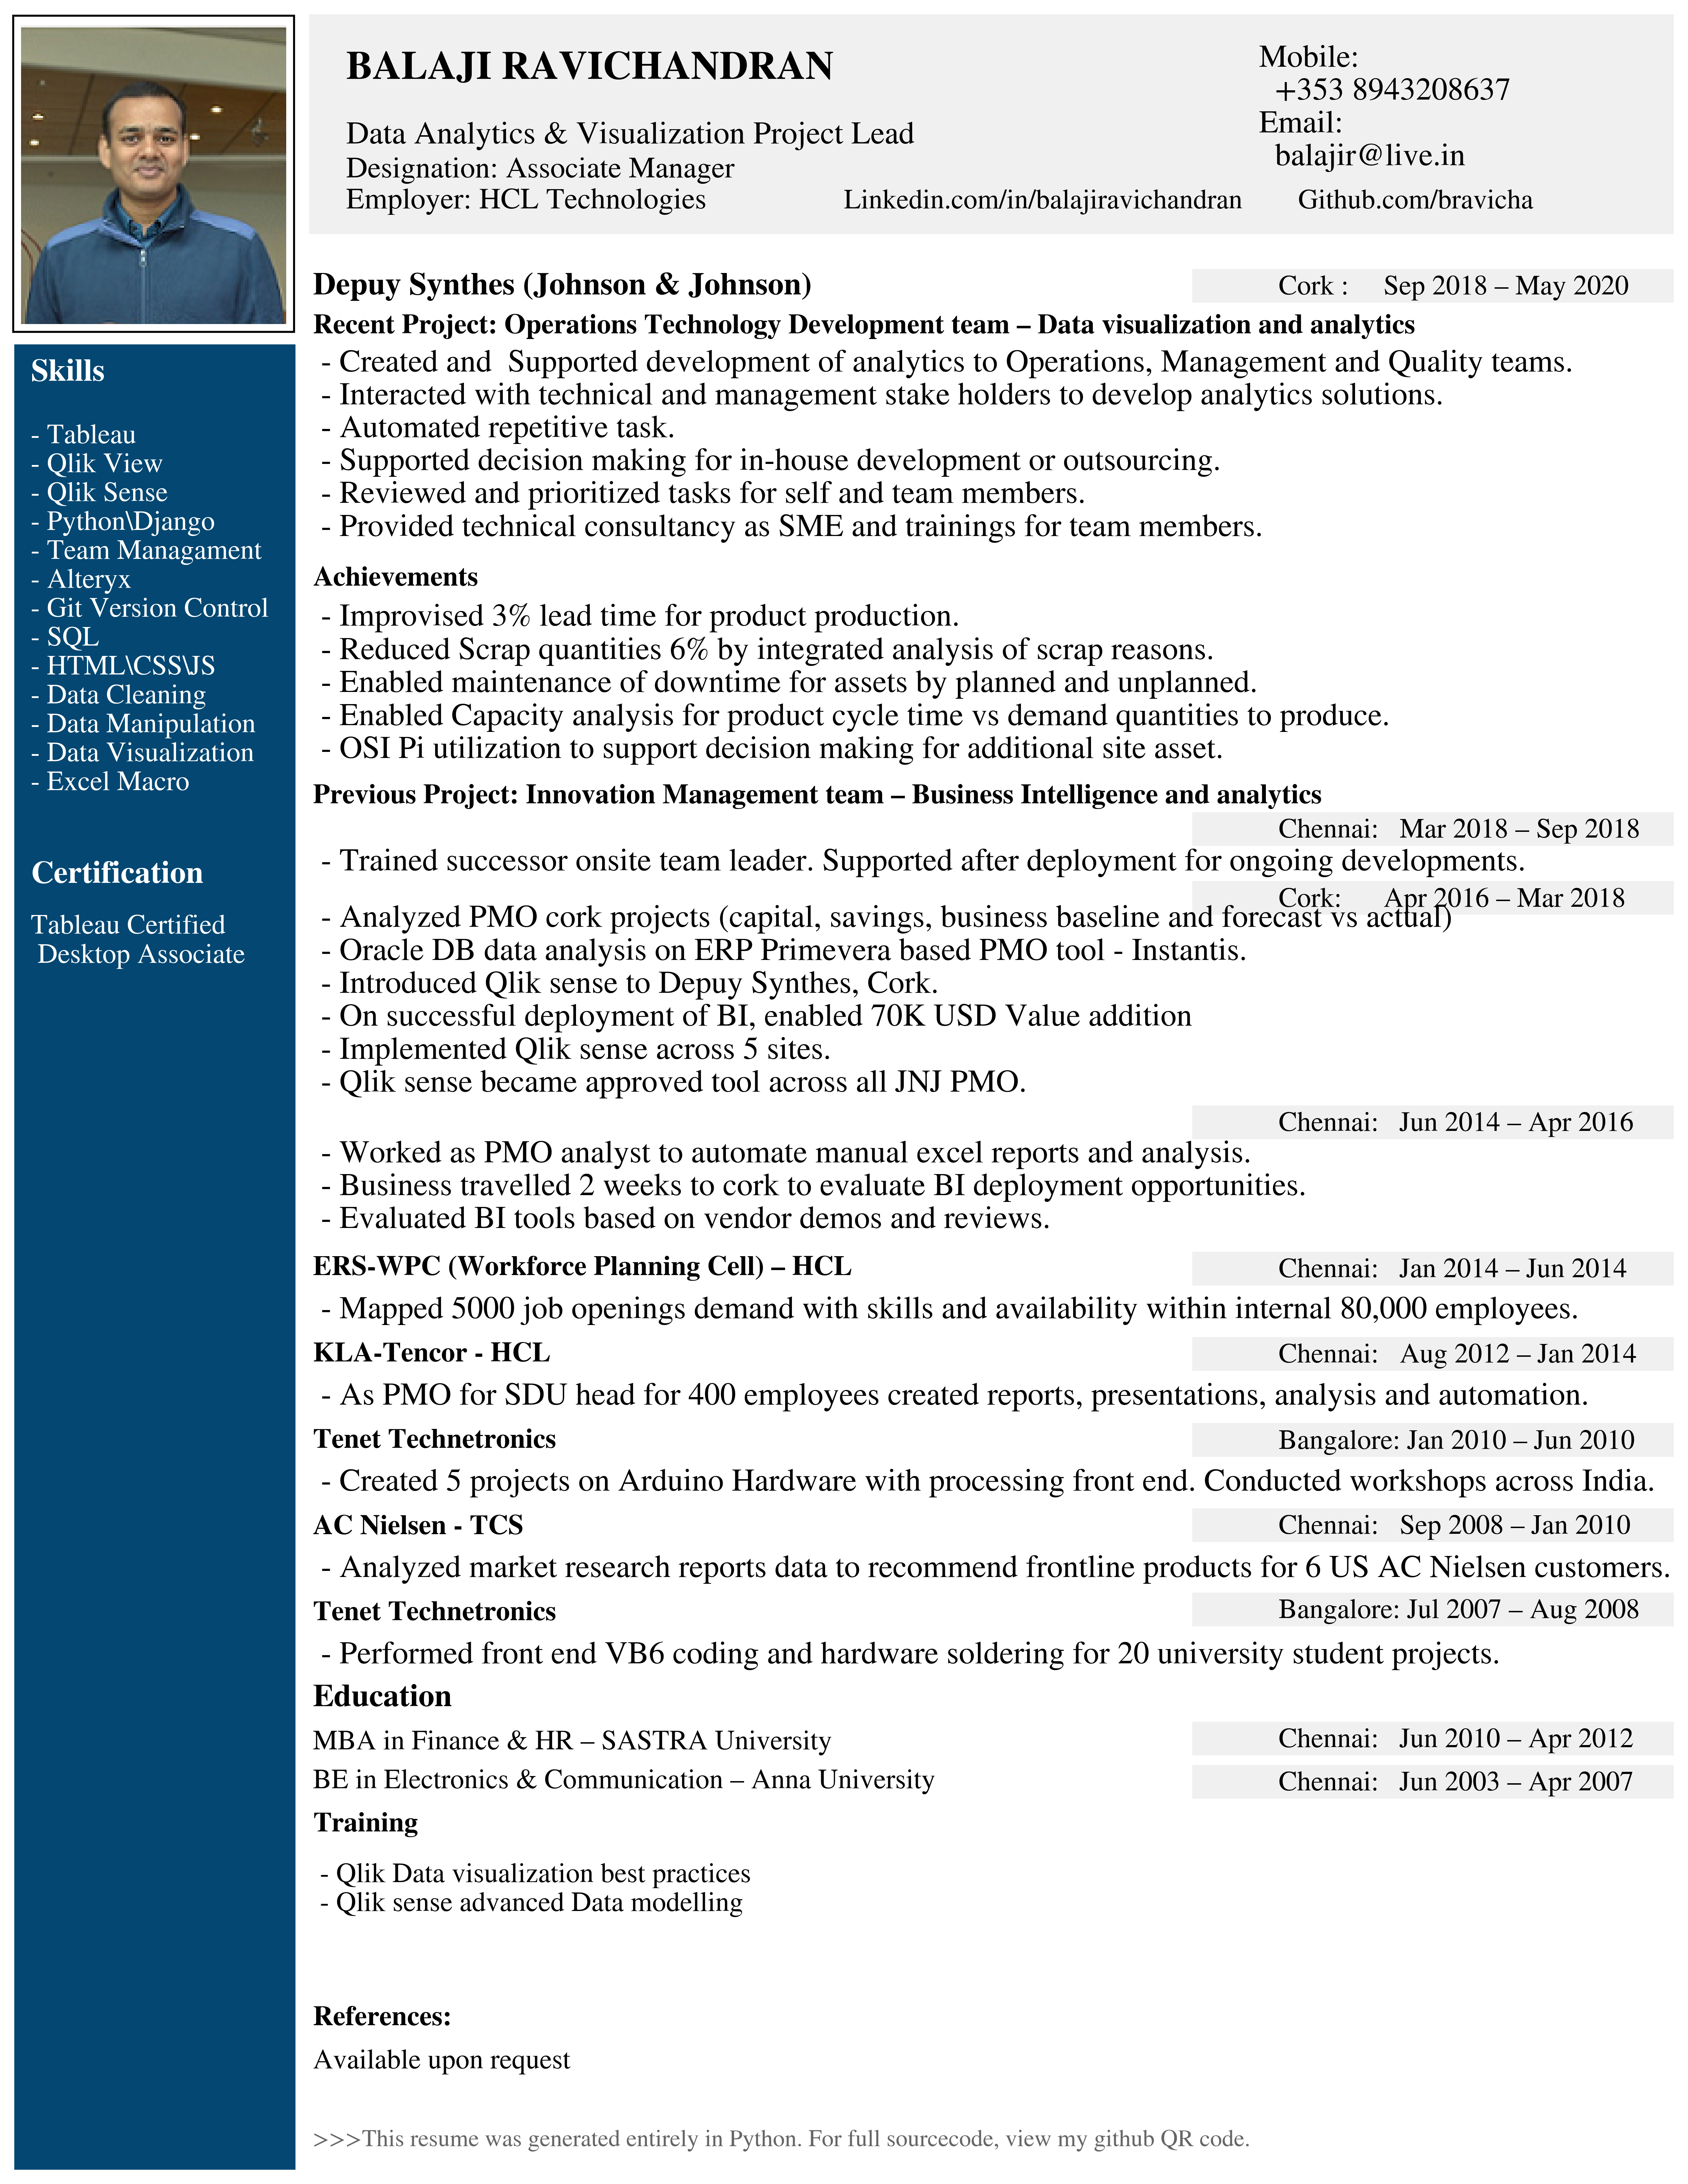 BALAJI RAVICHANDRAN
Data Analytics & Visualization Project Lead
Designation: Associate Manager
Employer: HCL Technologies
Mobile:
+353 8943208637
Email:
balajir@live.in
Linkedin.com/in/balajiravichandran
Github.com/bravicha
Skills
- Tableau
- Qlik View
- Qlik Sense
- Python\Django
- Team Managament
- Alteryx
- Git Version Control
- SQL
- HTML\CSS\JS
- Data Cleaning
- Data Manipulation
- Data Visualization
- Excel Macro
Certification
Tableau Certified
Desktop Associate
Depuy Synthes (Johnson & Johnson)
Cork : Sep 2018 – May 2020
Recent Project: Operations Technology Development team – Data visualization and analytics
- Created and Supported development of analytics to Operations, Management and Quality teams.
- Interacted with technical and management stake holders to develop analytics solutions.
- Automated repetitive task.
- Supported decision making for in-house development or outsourcing.
- Reviewed and prioritized tasks for self and team members.
- Provided technical consultancy as SME and trainings for team members.
Achievements
- Improvised 3% lead time for product production.
- Reduced Scrap quantities 6% by integrated analysis of scrap reasons.
- Enabled maintenance of downtime for assets by planned and unplanned.
- Enabled Capacity analysis for product cycle time vs demand quantities to produce.
- OSI Pi utilization to support decision making for additional site asset.
Previous Project: Innovation Management team – Business Intelligence and analytics
Chennai: Mar 2018 – Sep 2018
- Trained successor onsite team leader. Supported after deployment for ongoing developments.
Cork: Apr 2016 – Mar 2018
- Analyzed PMO cork projects (capital, savings, business baseline and forecast vs actual)
- Oracle DB data analysis on ERP Primevera based PMO tool - Instantis.
- Introduced Qlik sense to Depuy Synthes, Cork.
- On successful deployment of BI, enabled 70K USD Value addition
- Implemented Qlik sense across 5 sites.
- Qlik sense became approved tool across all JNJ PMO.
Chennai: Jun 2014 – Apr 2016
- Worked as PMO analyst to automate manual excel reports and analysis.
- Business travelled 2 weeks to cork to evaluate BI deployment opportunities.
- Evaluated BI tools based on vendor demos and reviews.
ERS-WPC (Workforce Planning Cell) – HCL
Chennai: Jan 2014 – Jun 2014
- Mapped 5000 job openings demand with skills and availability within internal 80,000 employees.
KLA-Tencor - HCL
Chennai: Aug 2012 – Jan 2014
- As PMO for SDU head for 400 employees created reports, presentations, analysis and automation.
Tenet Technetronics
Bangalore: Jan 2010 – Jun 2010
- Created 5 projects on Arduino Hardware with processing front end. Conducted workshops across India.
AC Nielsen - TCS
Chennai: Sep 2008 – Jan 2010
- Analyzed market research reports data to recommend frontline products for 6 US AC Nielsen customers.
Tenet Technetronics
Bangalore: Jul 2007 – Aug 2008
- Performed front end VB6 coding and hardware soldering for 20 university student projects.
Education
MBA in Finance & HR – SASTRA University
Chennai: Jun 2010 – Apr 2012
BE in Electronics & Communication – Anna University
Chennai: Jun 2003 – Apr 2007
Training
- Qlik Data visualization best practices
- Qlik sense advanced Data modelling
References:
Available upon request
>>>This resume was generated entirely in Python. For full sourcecode, view my github QR code.